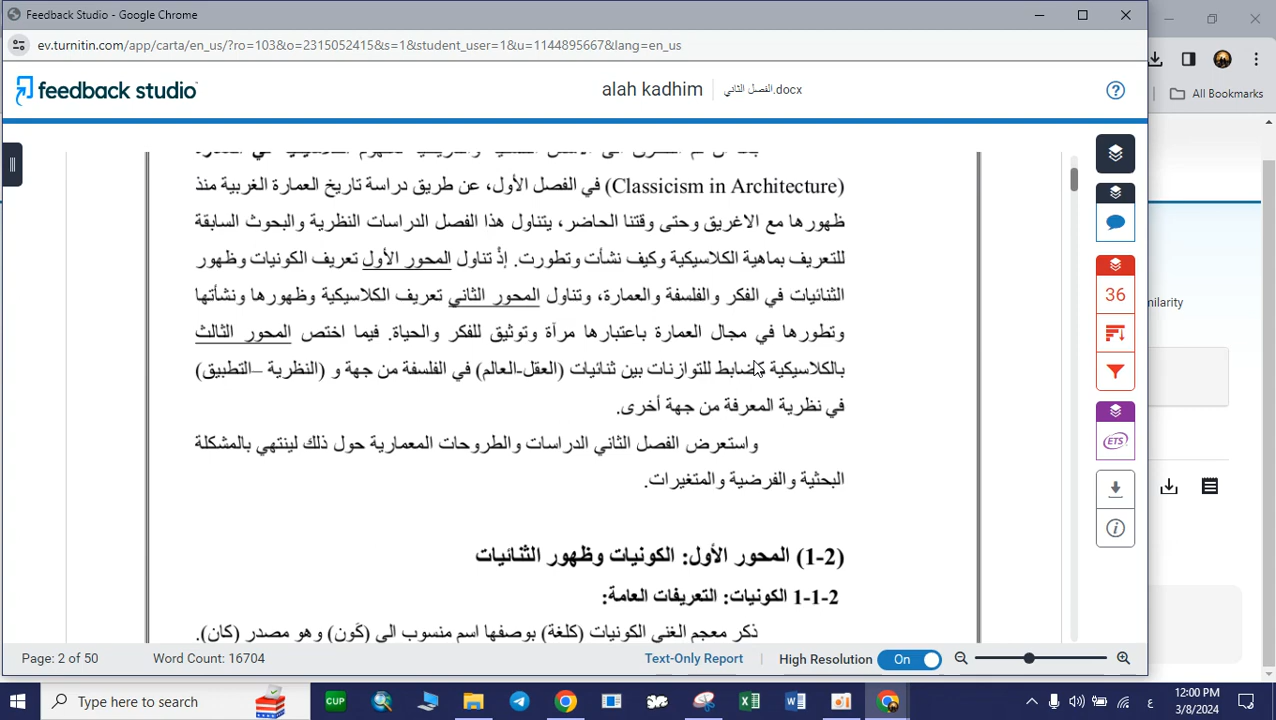 Feedback Studio - Google Chrome
ev.turnitin.com/app/carta/en_us/?ro=103&o=2315052415&s=1&student_user=1&u=1144895667&lang=en_us
All Bookmarks
feedback studio
alah kadhim
الفصل الثاني.docx
(Classicism in Architecture) في الفصل الأول، عن طريق دراسة تاريخ العمارة الغربية منذ
ظهورها مع الاغريق وحتى وقتنا الحاضر، يتناول هذا الفصل الدراسات النظرية والبحوث السابقة
للتعريف بماهية الكلاسيكية وكيف نشأت وتطورت. إذْ تناول المحور الأول تعريف الكونيات وظهور
الثنائيات في الفكر والفلسفة والعمارة، وتناول المحور الثاني تعريف الكلاسيكية وظهورها ونشأتها
وتطورها في مجال العمارة باعتبارها مرآة وتوثيق للفكر والحياة. فيما اختص المحور الثالث
بالكلاسيكية كضابط للتوازنات بين ثنائيات (العقل-العالم) في الفلسفة من جهة و (النظرية –التطبيق)
في نظرية المعرفة من جهة أخرى.
واستعرض الفصل الثاني الدراسات والطروحات المعمارية حول ذلك لينتهي بالمشكلة
البحثية والفرضية والمتغيرات.
(1-2) المحور الأول: الكونيات وظهور الثنائيات
1-1-2 الكونيات: التعريفات العامة:
ذكر معجم الغني الكونيات (كلغة) بوصفها اسم منسوب الى (كَون) وهو مصدر (كان).
36
ETS
milarity
Page: 2 of 50
Word Count: 16704
Text-Only Report
High Resolution
On
Type here to search
CUP
ع
12:00 PM
3/8/2024